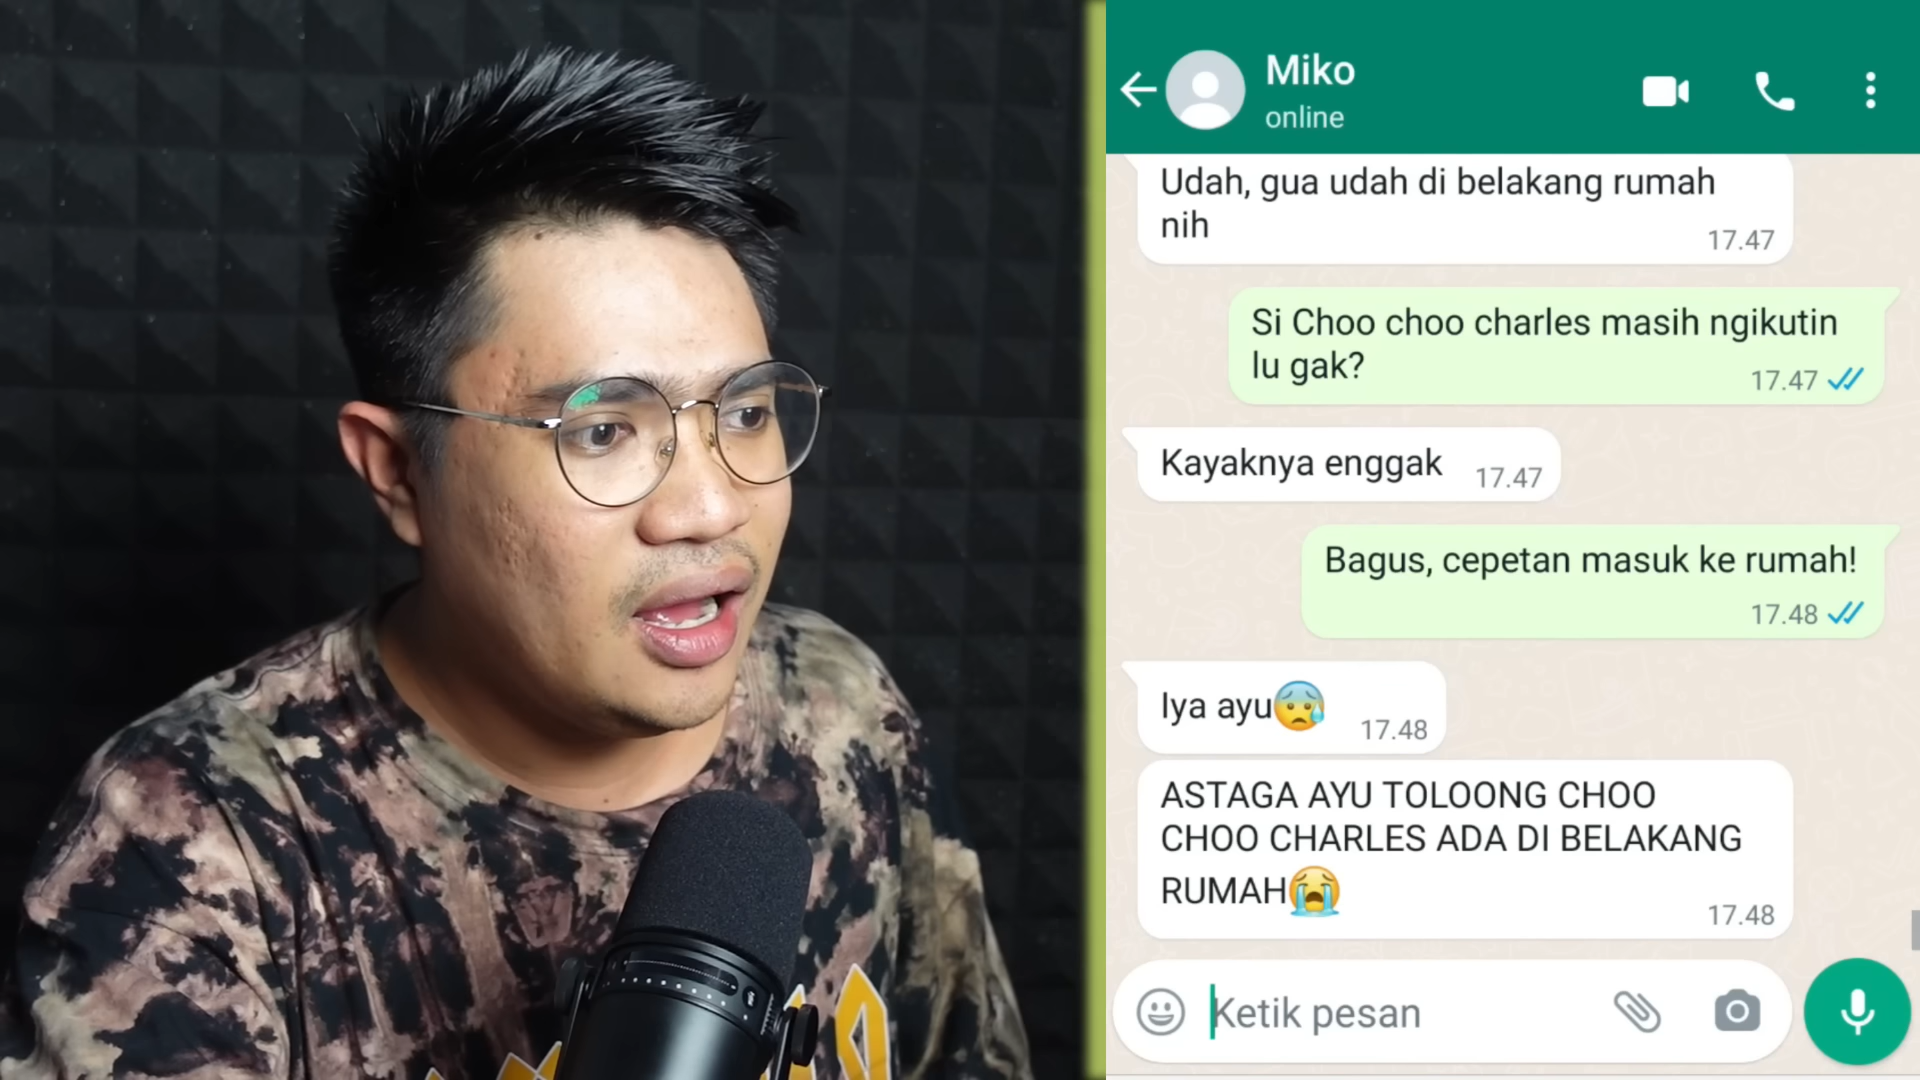 Miko
online
Udah, gua udah di belakang rumah
nih
17.47
Si Choo choo charles masih ngikutin
lu gak?
17.47
Kayaknya enggak
17.47
Bagus, cepetan masuk ke rumah!
17.48
Iya ayu😰
17.48
ASTAGA AYU TOLOONG CHOO
CHOO CHARLES ADA DI BELAKANG
RUMAH😭
17.48
Ketik pesan